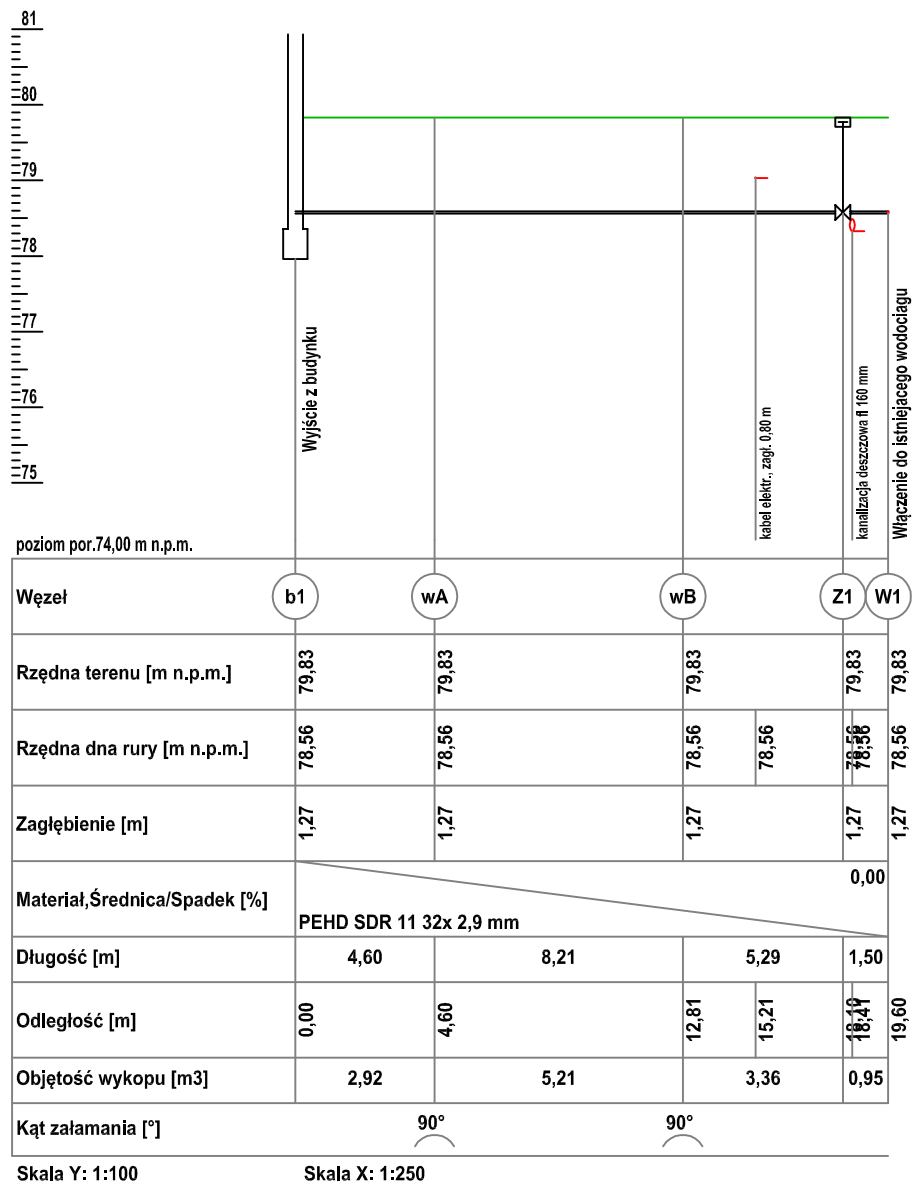 81
80
79
78
77
76
75
Wyjście z budynku
kabel elektr., zagł. 0,80 m
kanalizacja deszczowa fl 160 mm
Włączenie do istniejacego wodociągu
poziom por.74,00 m n.p.m.
Węzeł b1 wA wB Z1 W1
Rzędna terenu [m n.p.m.] 79,83 79,83 79,83 79,83 79,83
Rzędna dna rury [m n.p.m.] 78,56 78,56 78,56 78,56 78,56 78,56 78,56
Zagłębienie [m] 1,27 1,27 1,27 1,27 1,27
Materiał,Średnica/Spadek [%] 0,00
PEHD SDR 11 32x 2,9 mm
Długość [m] 4,60 8,21 5,29 1,50
Odległość [m] 0,00 4,60 12,81 15,21 18,41 19,60
Objętość wykopu [m3] 2,92 5,21 3,36 0,95
Kąt załamania [°] 90° 90°
Skala Y: 1:100 Skala X: 1:250